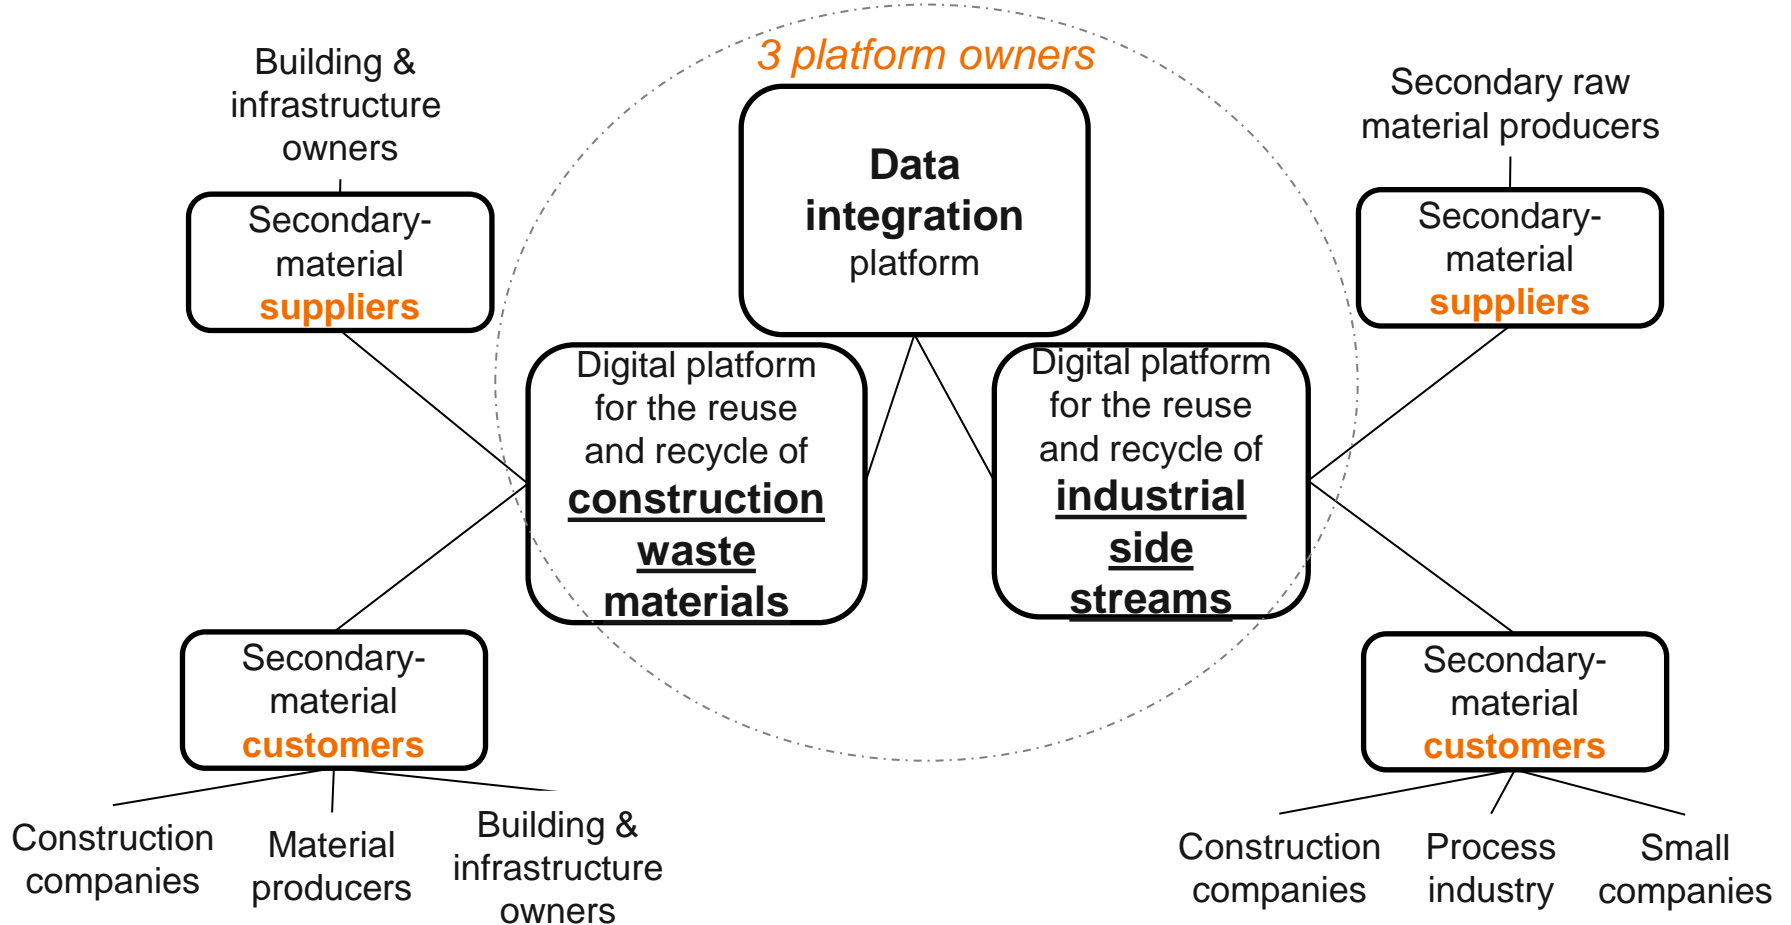 3 platform owners
Building &
infrastructure
owners
Secondary-
material
suppliers
Data
integration
platform
Secondary raw
material producers
Secondary-
material
suppliers
Digital platform
for the reuse
and recycle of
construction
waste
materials
Digital platform
for the reuse
and recycle of
industrial
side
streams
Secondary-
material
customers
Construction
companies
Material
producers
Building &
infrastructure
owners
Secondary-
material
customers
Construction
companies
Process
industry
Small
companies